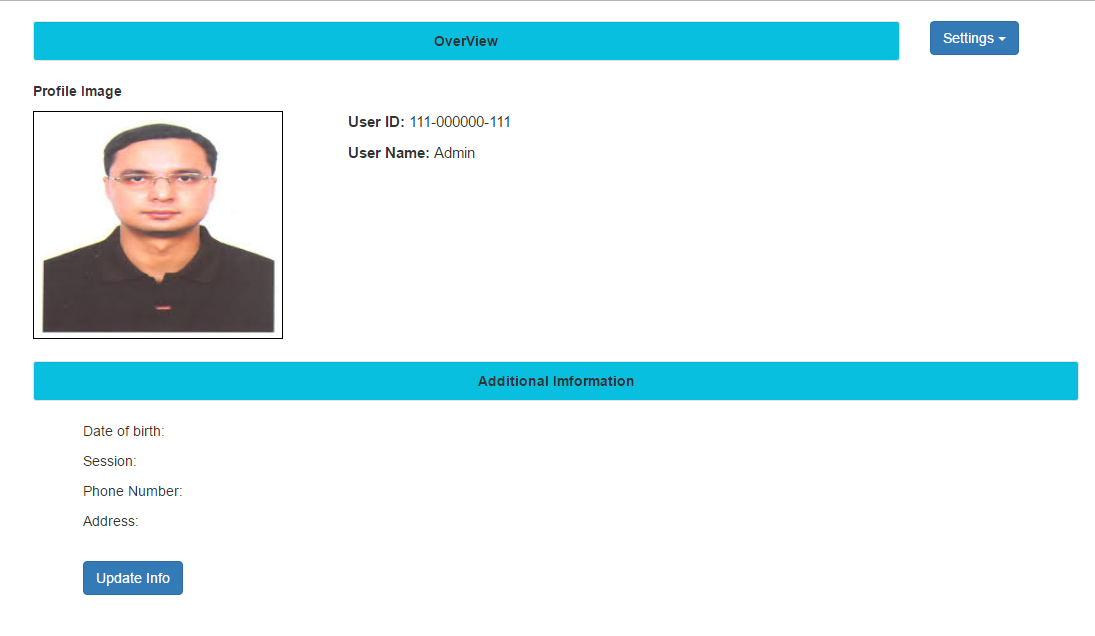 OverView
Settings
Profile Image
User ID: 111-000000-111
User Name: Admin
Additional Imformation
Date of birth:
Session:
Phone Number:
Address:
Update Info